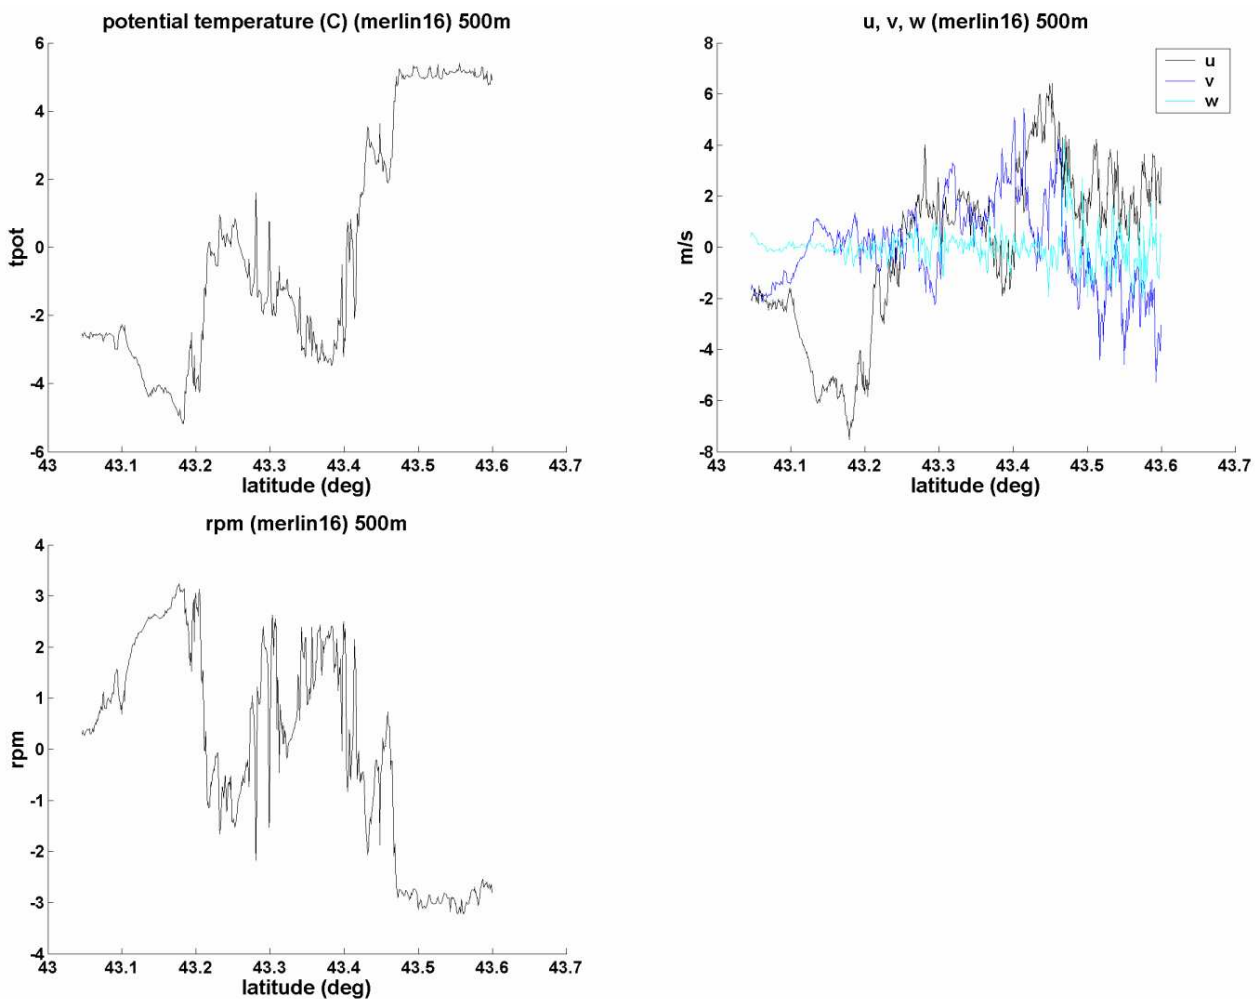 potential temperature (C) (merlin16) 500m
6
4
2
0
-2
-4
-6
tpot
43 43.1 43.2 43.3 43.4 43.5 43.6 43.7
latitude (deg)
u, v, w (merlin16) 500m
8
6
4
2
0
-2
-4
-6
-8
m/s
u
v
w
43 43.1 43.2 43.3 43.4 43.5 43.6 43.7
latitude (deg)
rpm (merlin16) 500m
4
3
2
1
0
-1
-2
-3
-4
rpm
43 43.1 43.2 43.3 43.4 43.5 43.6 43.7
latitude (deg)